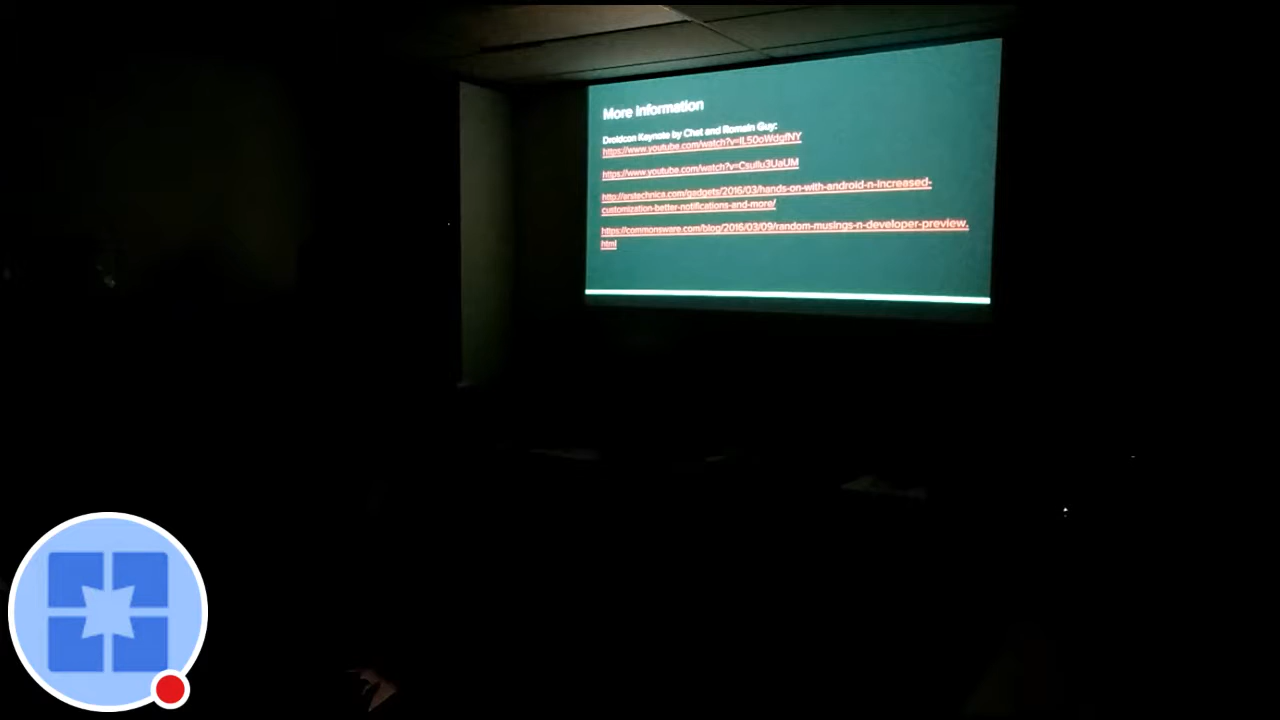 More information
Droidcon Keynote by Chet and Romain Guy:
https://www.youtube.com/watch?v=
https://www.youtube.com/watch?v=
http://arstechnica.com/gadgets/2016/03/hands-on-with-android-n-increased-
customization-better-notifications-and-more/
https://commonsware.com/blog/2016/03/09/random-musings-n-developer-preview.
html